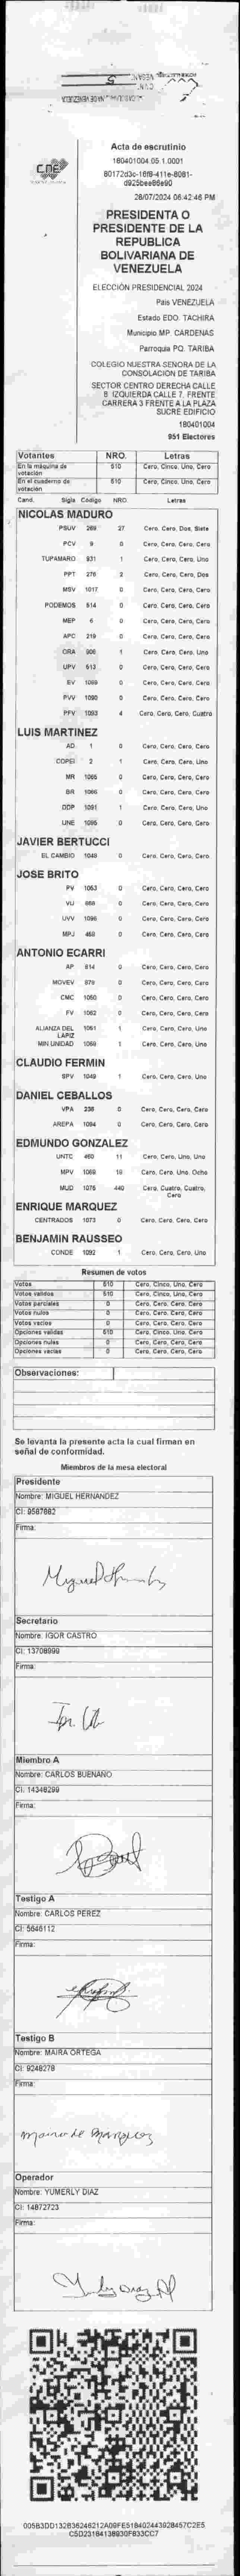 Acta de escrutinio
180401004.05.1.0001
28/07/2024 06:42:46 PM
CNE
PRESIDENTA O
PRESIDENTE DE LA
REPUBLICA
BOLIVARIANA DE
VENEZUELA
ELECCIÓN PRESIDENCIAL 2024
País VENEZUELA
Estado EDO. TACHIRA
Municipio MP. CARDENAS
Parroquia PQ. TARIBA
COLEGIO NUESTRA SENORA DE LA
CONSOLACION DE TARIBA
SECTOR CENTRO DERECHA CALLE
8 IZQUIERDA CALLE 7. FRENTE
CARRERA 3 FRENTE A LA PLAZA
SUCRE EDIFICIO
180401004
951 Electores
Votantes NRO. Letras
En la máquina de votación 510 Cero, Cinco, Uno, Cero
En el cuaderno de votación 510 Cero, Cinco, Uno, Cero
Cand. Sigla Código NRO Letras
NICOLAS MADURO
PSUV 269 27 Cero, Cero, Dos, Siete
PCV 9 0 Cero, Cero, Cero, Cero
TUPAMARO 931 1 Cero, Cero, Cero, Uno
PPT 276 2 Cero, Cero, Cero, Dos
MSV 1017 0 Cero, Cero, Cero, Cero
PODEMOS 514 0 Cero, Cero, Cero, Cero
MEP 6 0 Cero, Cero, Cero, Cero
APC 219 0 Cero, Cero, Cero, Cero
ORA 906 1 Cero, Cero, Cero, Uno
UPV 613 0 Cero, Cero, Cero, Cero
EV 1089 0 Cero, Cero, Cero, Cero
PVV 1090 0 Cero, Cero, Cero, Cero
PFV 1093 4 Cero, Cero, Cero, Cuatro
LUIS MARTINEZ
AD 1 0 Cero, Cero, Cero, Cero
COPEI 2 1 Cero, Cero, Cero, Uno
MR 1065 0 Cero, Cero, Cero, Cero
BR 1066 0 Cero, Cero, Cero, Cero
DDP 1091 1 Cero, Cero, Cero, Uno
UNE 1095 0 Cero, Cero, Cero, Cero
JAVIER BERTUCCI
EL CAMBIO 1048 0 Cero, Cero, Cero, Cero
JOSE BRITO
PV 1053 0 Cero, Cero, Cero, Cero
VU 868 0 Cero, Cero, Cero, Cero
UVV 1096 0 Cero, Cero, Cero, Cero
MPJ 458 0 Cero, Cero, Cero, Cero
ANTONIO ECARRI
AP 814 0 Cero, Cero, Cero, Cero
MOVEV 979 0 Cero, Cero, Cero, Cero
CMC 1050 0 Cero, Cero, Cero, Cero
FV 1052 0 Cero, Cero, Cero, Cero
ALIANZA DEL LAPIZ 1051 1 Cero, Cero, Cero, Uno
MIN UNIDAD 1068 1 Cero, Cero, Cero, Uno
CLAUDIO FERMIN
SPV 1049 1 Cero, Cero, Cero, Uno
DANIEL CEBALLOS
VPA 238 0 Cero, Cero, Cero, Cero
AREPA 1094 0 Cero, Cero, Cero, Cero
EDMUNDO GONZALEZ
UNTC 460 11 Cero, Cero, Uno, Uno
MPV 1069 18 Cero, Cero, Uno, Ocho
MUD 1076 440 Cero, Cuatro, Cuatro, Cero
ENRIQUE MARQUEZ
CENTRADOS 1073 0 Cero, Cero, Cero, Cero
BENJAMIN RAUSSEO
CONDE 1092 1 Cero, Cero, Cero, Uno
Resumen de votos
Votos 510 Cero, Cinco, Uno, Cero
Votos validos 510 Cero, Cinco, Uno, Cero
Votos parciales 0 Cero, Cero, Cero, Cero
Votos nulos 0 Cero, Cero, Cero, Cero
Votos vacios 0 Cero, Cero, Cero, Cero
Opciones validas 510 Cero, Cinco, Uno, Cero
Opciones nulas 0 Cero, Cero, Cero, Cero
Opciones vacias 0 Cero, Cero, Cero, Cero
Observaciones:
Se levanta la presente acta la cual firman en
señal de conformidad.
Miembros de la mesa electoral
Presidente
Nombre: MIGUEL HERNANDEZ
CI: 9587682
Firma:
Secretario
Nombre: IGOR CASTRO
CI: 13708999
Firma:
Miembro A
Nombre: CARLOS BUENANO
CI: 14348299
Firma:
Testigo A
Nombre: CARLOS PEREZ
CI: 5646112
Firma:
Testigo B
Nombre: MAIRA ORTEGA
CI: 9248278
Firma:
Operador
Nombre: YUMERLY DIAZ
CI: 14872723
Firma: